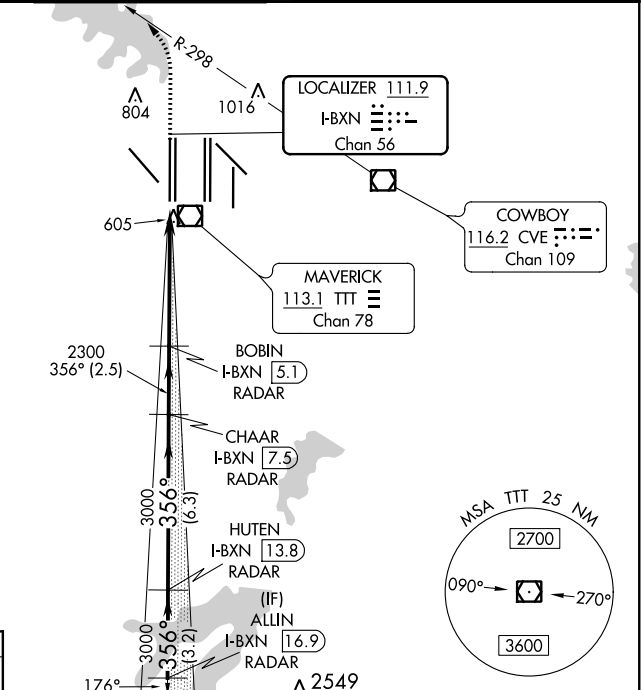 R-298
804
1016
LOCALIZER 111.9
I-BXN
Chan 56
COWBOY
116.2 CVE
Chan 109
605
MAVERICK
113.1 TTT
Chan 78
2300
356° (2.5)
BOBIN
I-BXN 5.1
RADAR
CHAAR
I-BXN 7.5
RADAR
3000
356°
(6.3)
HUTEN
I-BXN 13.8
RADAR
(IF)
ALLIN
I-BXN 16.9
RADAR
3000
356°
(3.2)
176°
2549
MSA TTT 25 NM
2700
090°
270°
3600